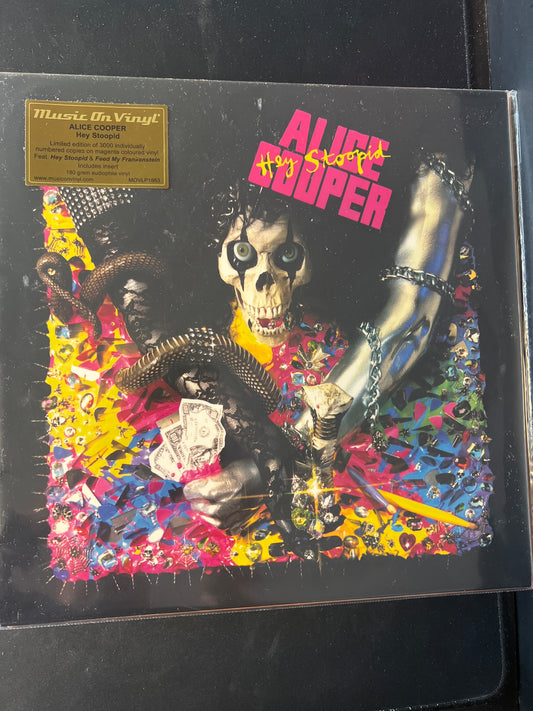 Music On Vinyl
ALICE COOPER
Hey Stoopid
Limited edition of 3000 individually
numbered copies on magenta coloured vinyl
Feat. Hey Stoopid & Feed My Frankenstein
Includes insert
180 gram audiophile vinyl
www.musiconvinyl.com MOVLP1863
ALICE
Hey Stoopid
COOPER